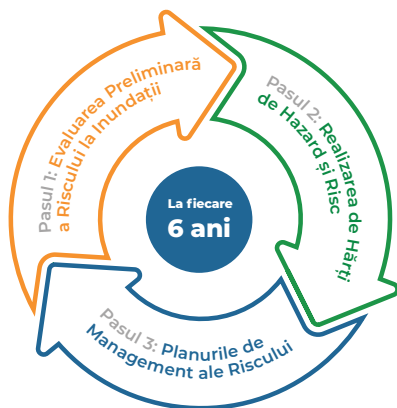 Pasul 1: Evaluarea Preliminară
a Riscului la Inundații
Pasul 2: Realizarea de Hărți
de Hazard și Risc
La fiecare
6 ani
Pasul 3: Planurile de
Management ale Riscului